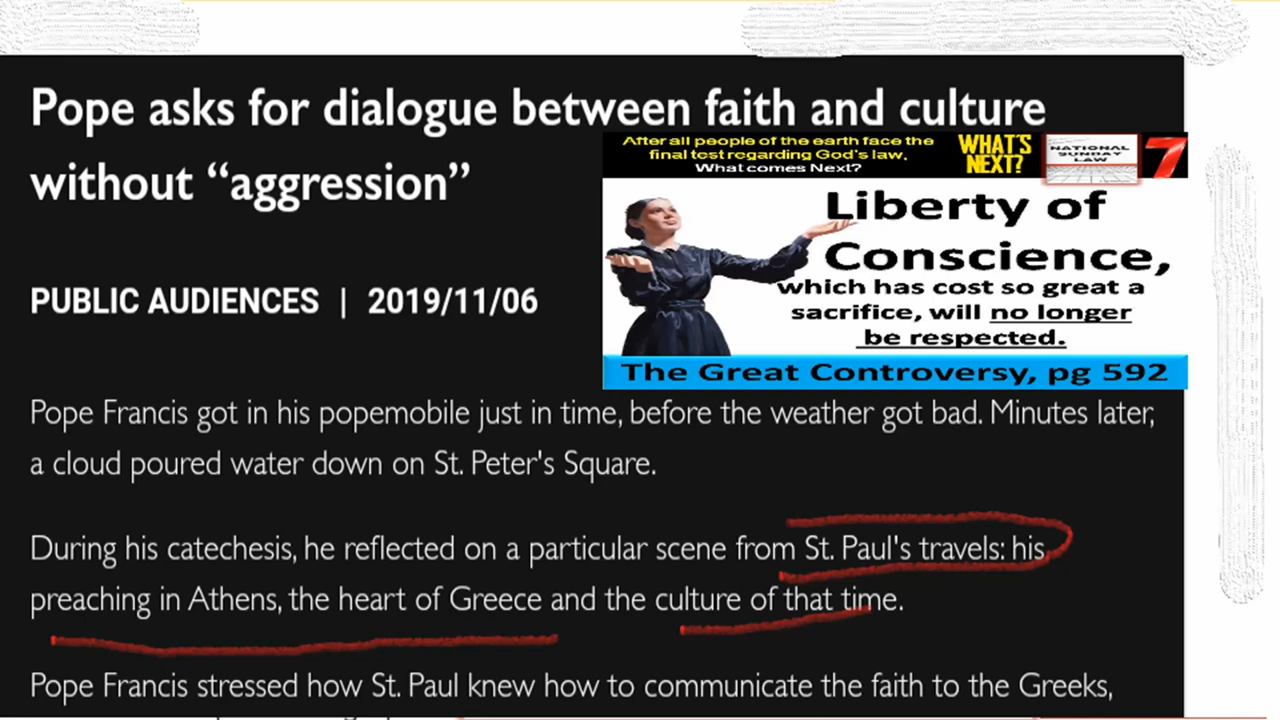 Pope asks for dialogue between faith and culture
without “aggression”
After all people of the earth face the
final test regarding God's law.
What comes Next?
WHAT'S
NEXT?
NATIONAL
SUNDAY
LAW
7
Liberty of
Conscience,
which has cost so great a
sacrifice, will no longer
be respected.
The Great Controversy, pg 592
PUBLIC AUDIENCES | 2019/11/06
Pope Francis got in his popemobile just in time, before the weather got bad. Minutes later,
a cloud poured water down on St. Peter's Square.
During his catechesis, he reflected on a particular scene from St. Paul's travels: his
preaching in Athens, the heart of Greece and the culture of that time.
Pope Francis stressed how St. Paul knew how to communicate the faith to the Greeks,